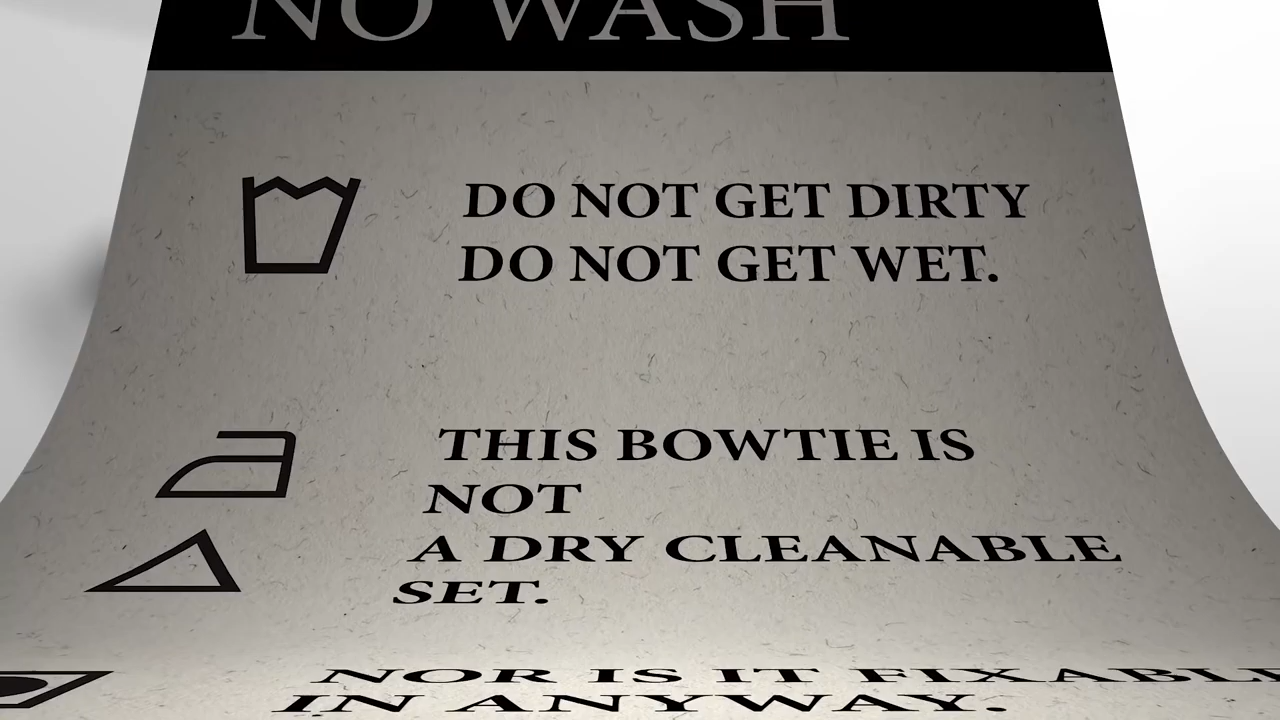 NO WASH
DO NOT GET DIRTY
DO NOT GET WET.
THIS BOWTIE IS
NOT
A DRY CLEANABLE
SET.
NOR IS IT FIXABLE
IN ANYWAY.